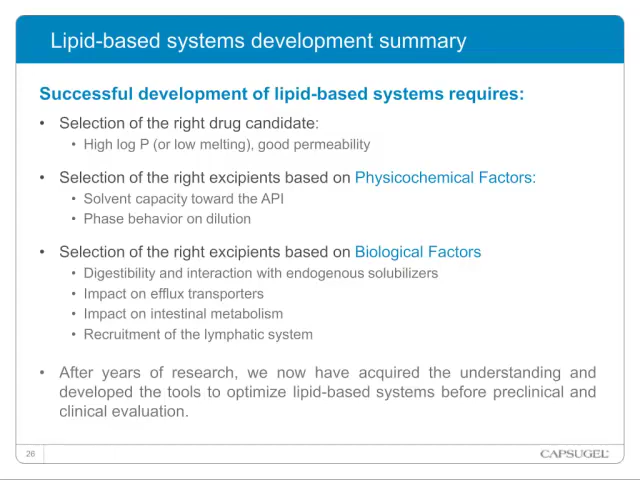 Lipid-based systems development summary
Successful development of lipid-based systems requires:
• Selection of the right drug candidate:
• High log P (or low melting), good permeability
• Selection of the right excipients based on Physicochemical Factors:
• Solvent capacity toward the API
• Phase behavior on dilution
• Selection of the right excipients based on Biological Factors
• Digestibility and interaction with endogenous solubilizers
• Impact on efflux transporters
• Impact on intestinal metabolism
• Recruitment of the lymphatic system
• After years of research, we now have acquired the understanding and
developed the tools to optimize lipid-based systems before preclinical and
clinical evaluation.
26
CAPSUGEL